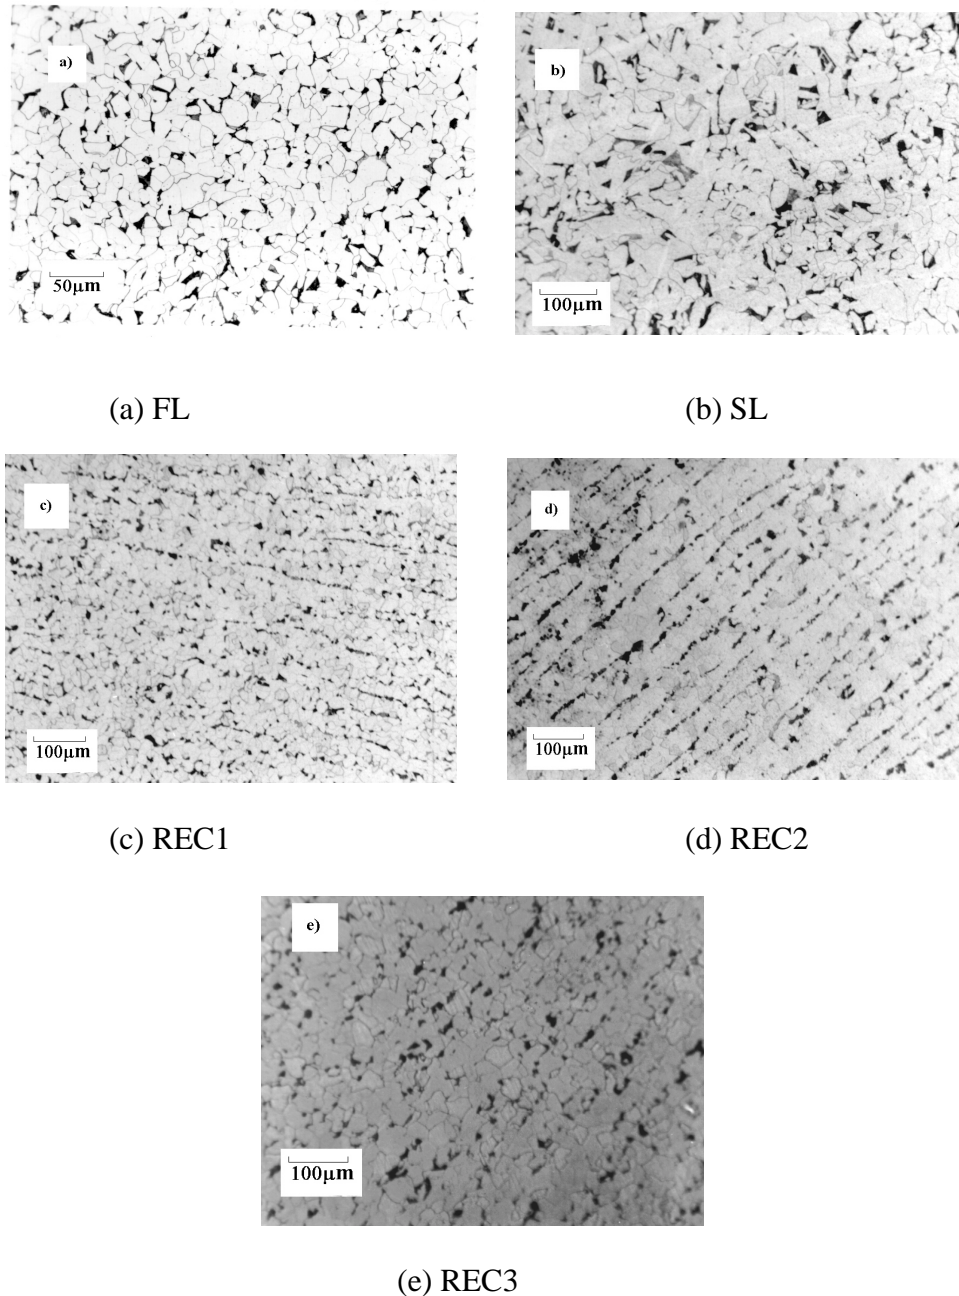 a)
50μm
b)
100μm
(a) FL
(b) SL
c)
100μm
d)
100μm
(c) REC1
(d) REC2
e)
100μm
(e) REC3